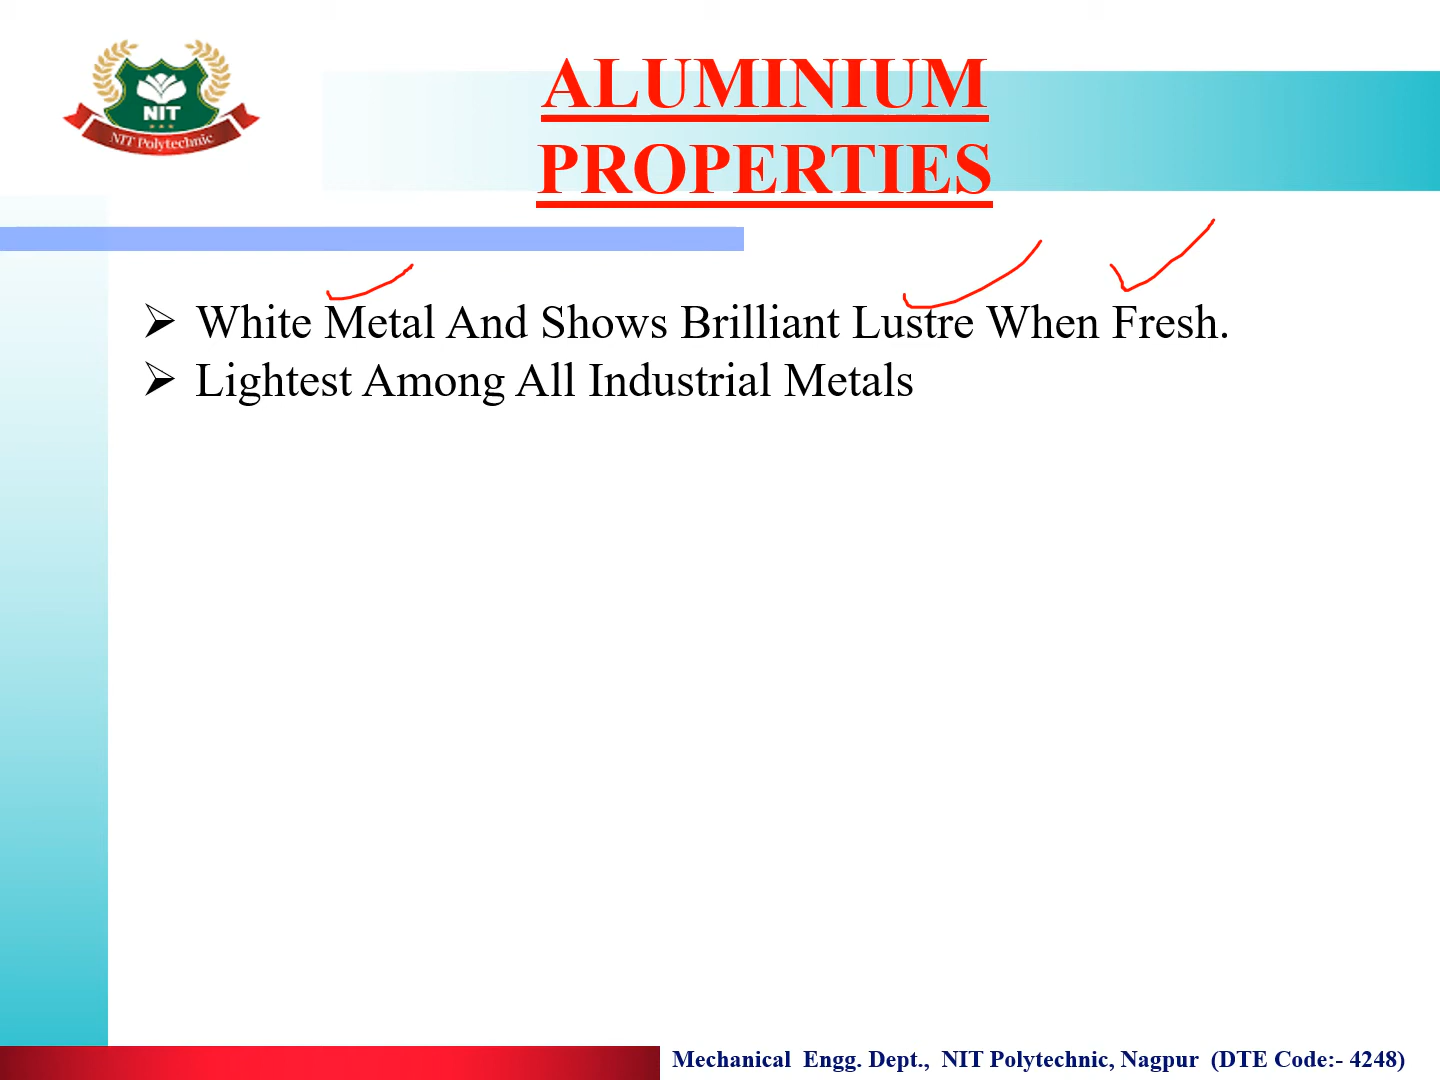 NIT
NIT Polytechnic
ALUMINIUM
PROPERTIES
White Metal And Shows Brilliant Lustre When Fresh.
Lightest Among All Industrial Metals
Mechanical Engg. Dept., NIT Polytechnic, Nagpur (DTE Code:- 4248)